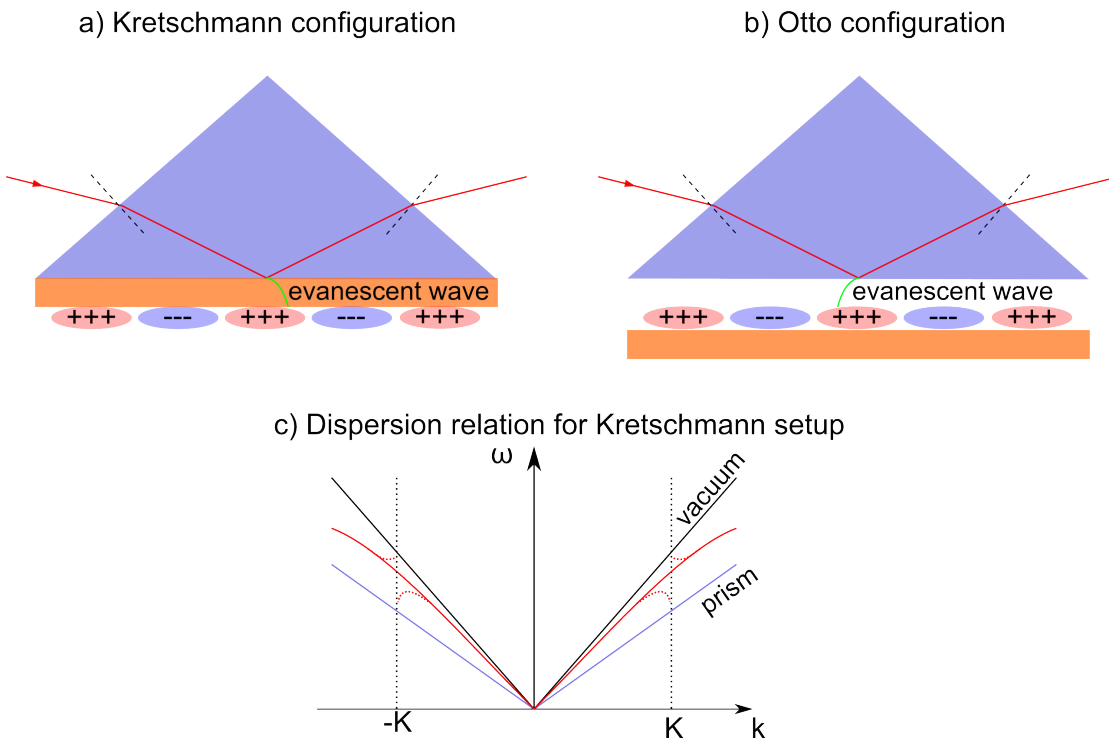 a) Kretschmann configuration
b) Otto configuration
evanescent wave
+++ --- +++ --- +++
evanescent wave
+++ --- +++ --- +++
c) Dispersion relation for Kretschmann setup
ω
vacuum
prism
-K
K
k